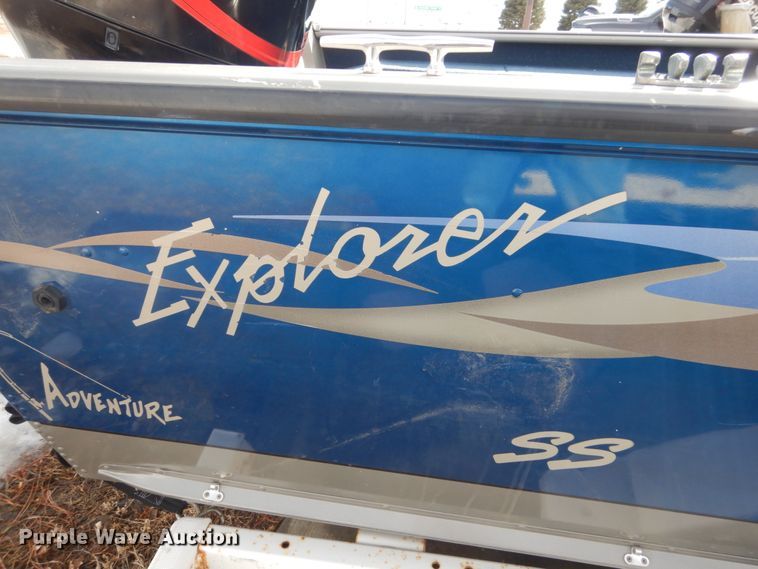 Explorer
Adventure
SS
Purple Wave Auction